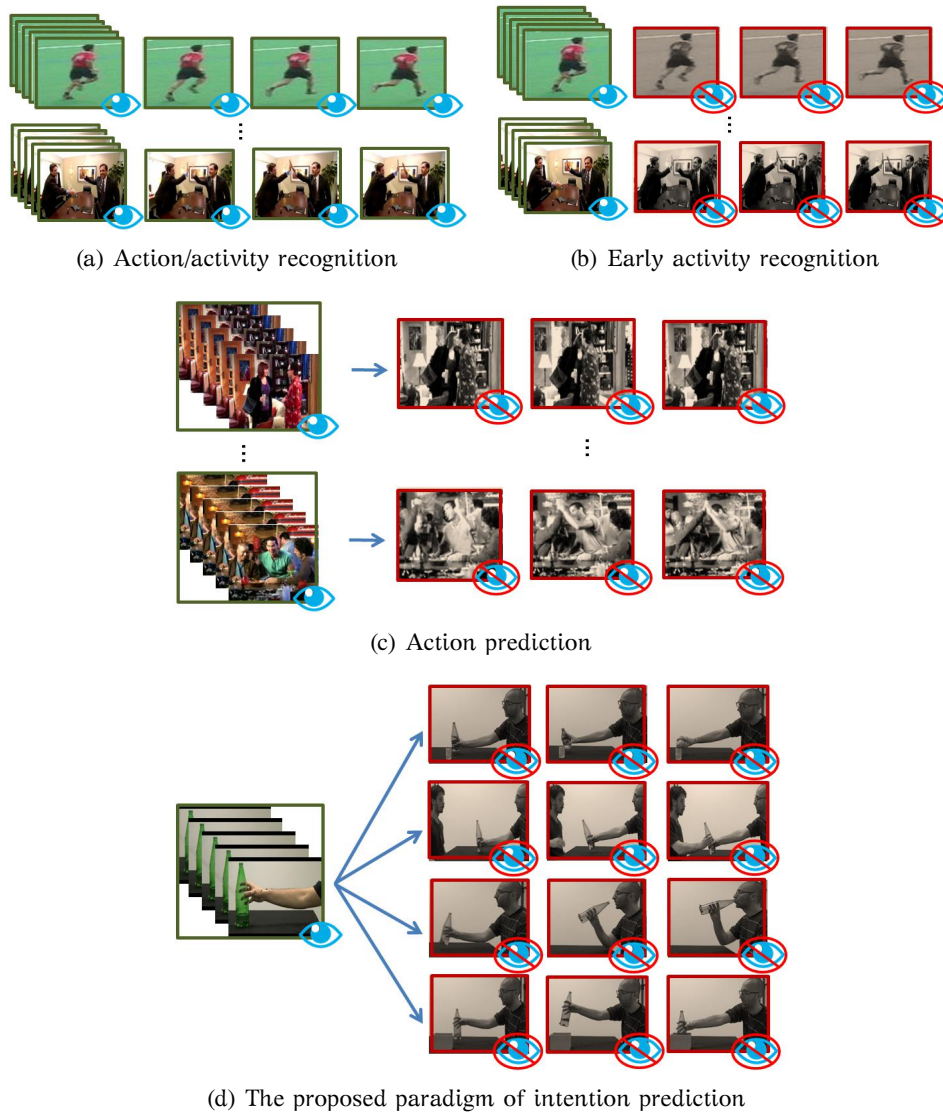 (a) Action/activity recognition
(b) Early activity recognition
(c) Action prediction
(d) The proposed paradigm of intention prediction